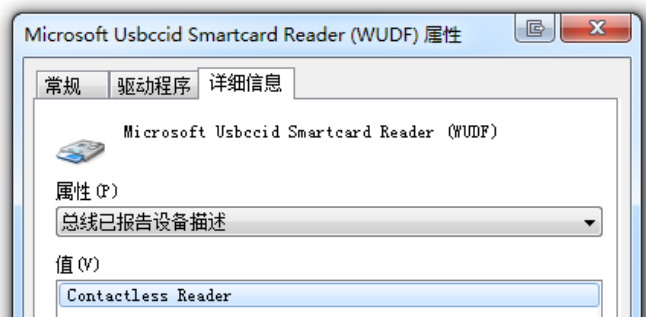 Microsoft Usbccid Smartcard Reader (WUDF) 属性
常规 驱动程序 详细信息
Microsoft Usbccid Smartcard Reader (WUDF)
属性(P)
总线已报告设备描述
值(V)
Contactless Reader